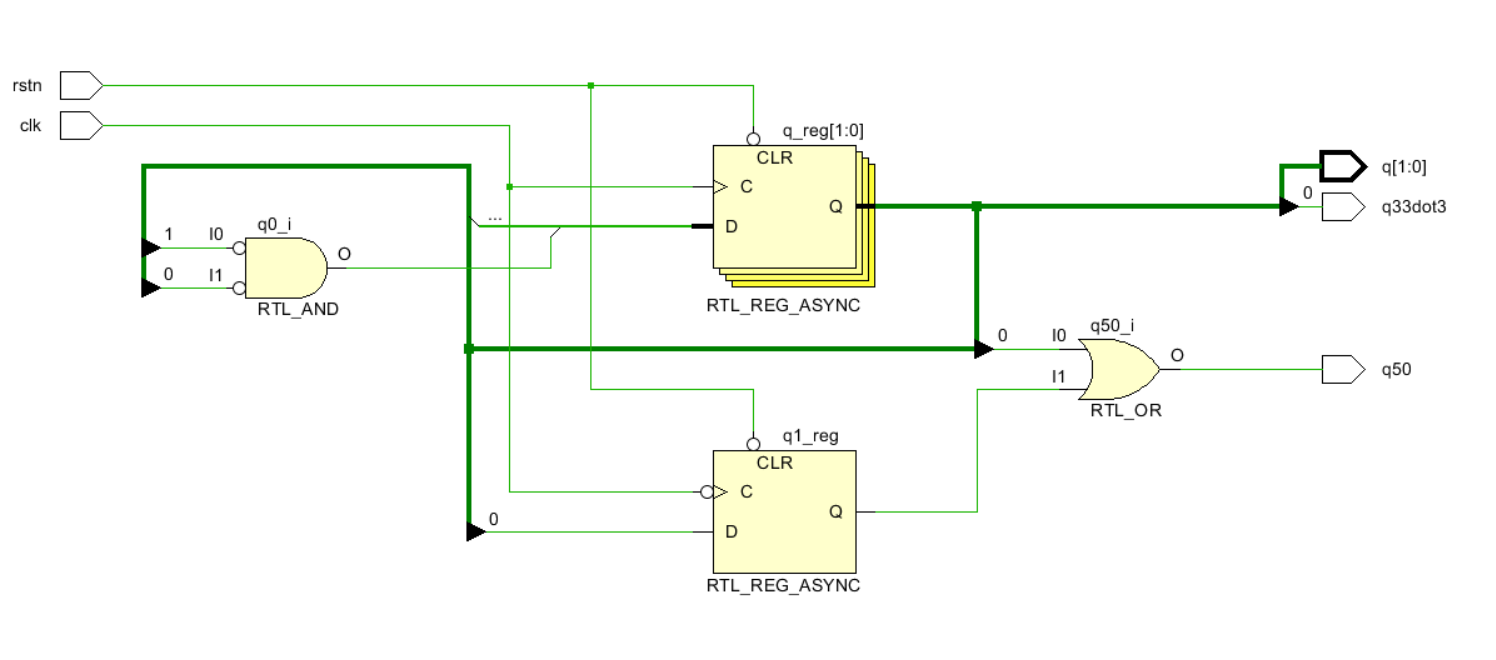 rstn
clk
q_reg[1:0]
CLR
C
D
Q
RTL_REG_ASYNC
q[1:0]
0
q33dot3
...
q0_i
1
I0
0
I1
O
RTL_AND
0
I0
I1
q50_i
O
RTL_OR
q50
q1_reg
CLR
C
0
D
Q
RTL_REG_ASYNC